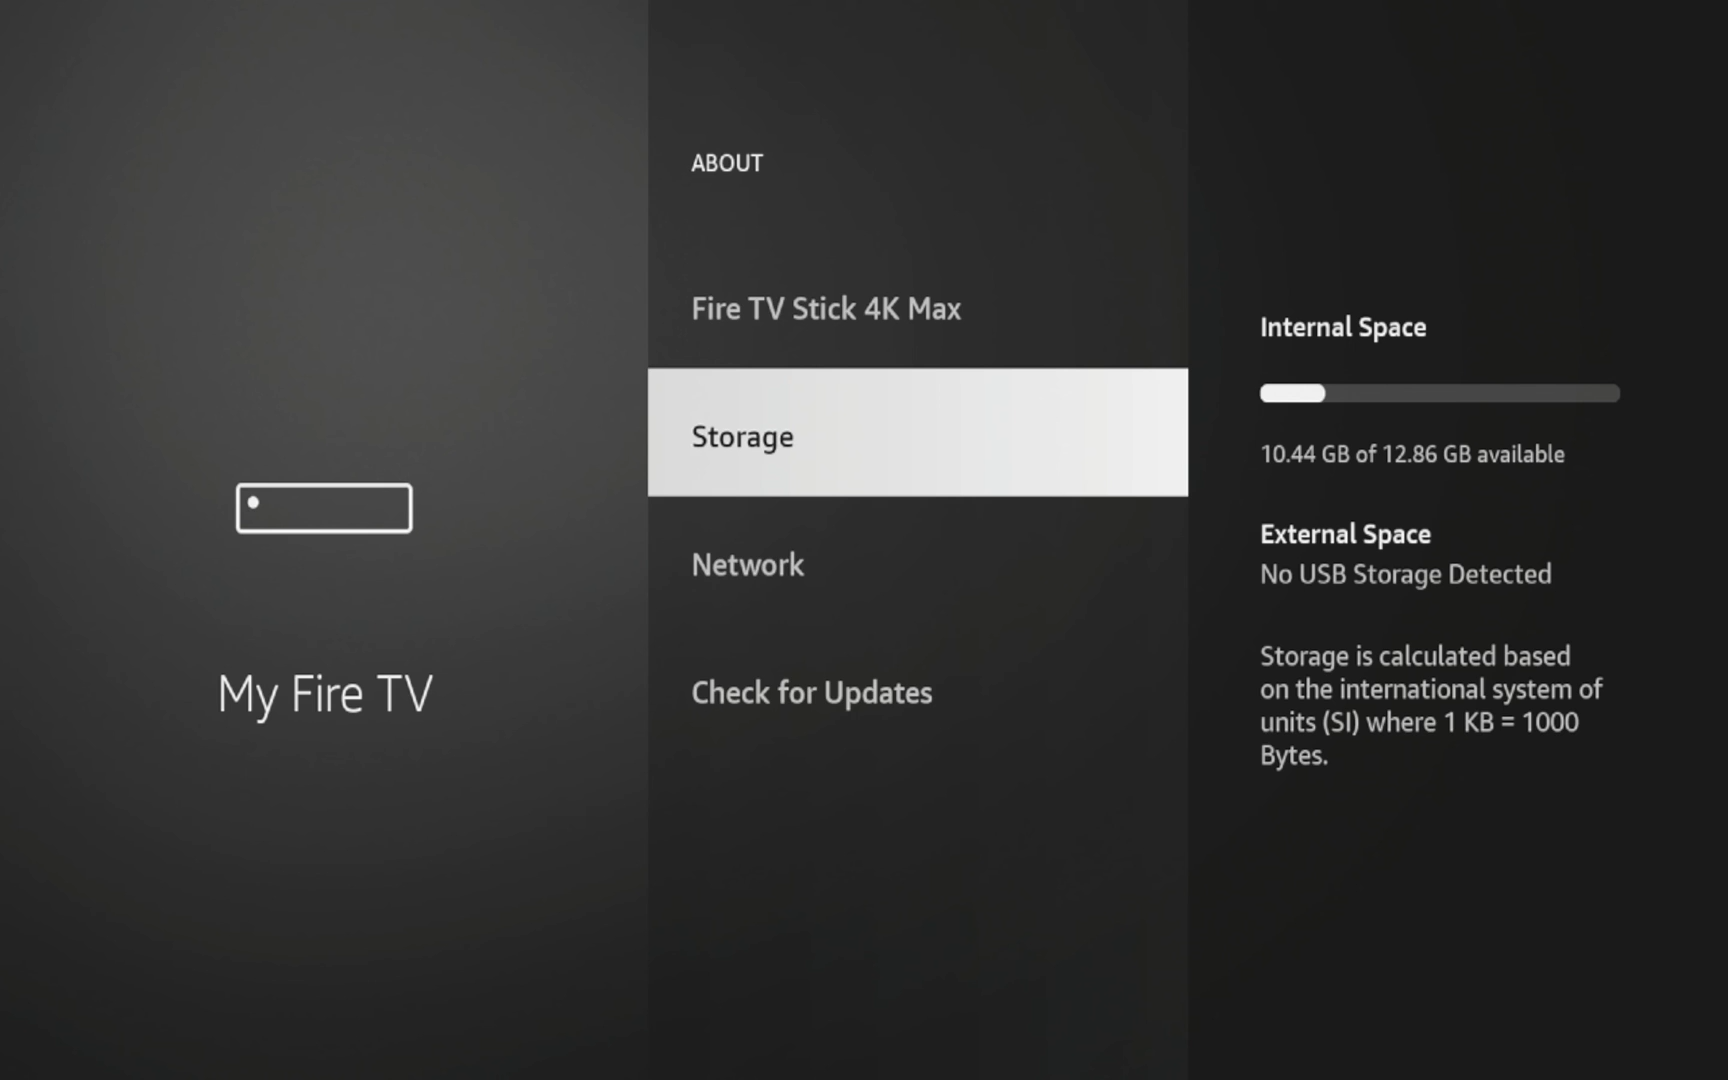 My Fire TV
ABOUT
Fire TV Stick 4K Max
Storage
Network
Check for Updates
Internal Space
10.44 GB of 12.86 GB available
External Space
No USB Storage Detected
Storage is calculated based
on the international system of
units (SI) where 1 KB = 1000
Bytes.